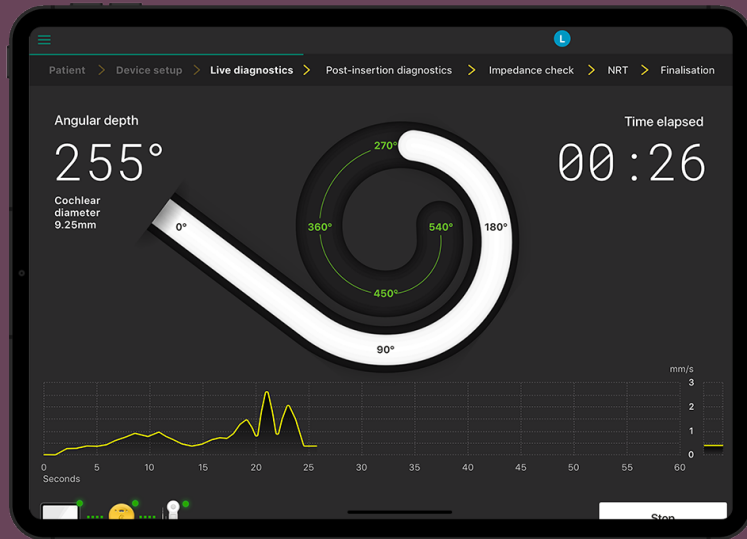 L
Patient > Device setup > Live diagnostics > Post-insertion diagnostics > Impedance check > NRT > Finalisation
Angular depth
255°
Cochlear
diameter
9.25mm
Time elapsed
00:26
0°
90°
180°
270°
360°
450°
540°
mm/s
3
2
1
0
0 5 10 15 20 25 30 35 40 45 50 55 60
Seconds
Stop